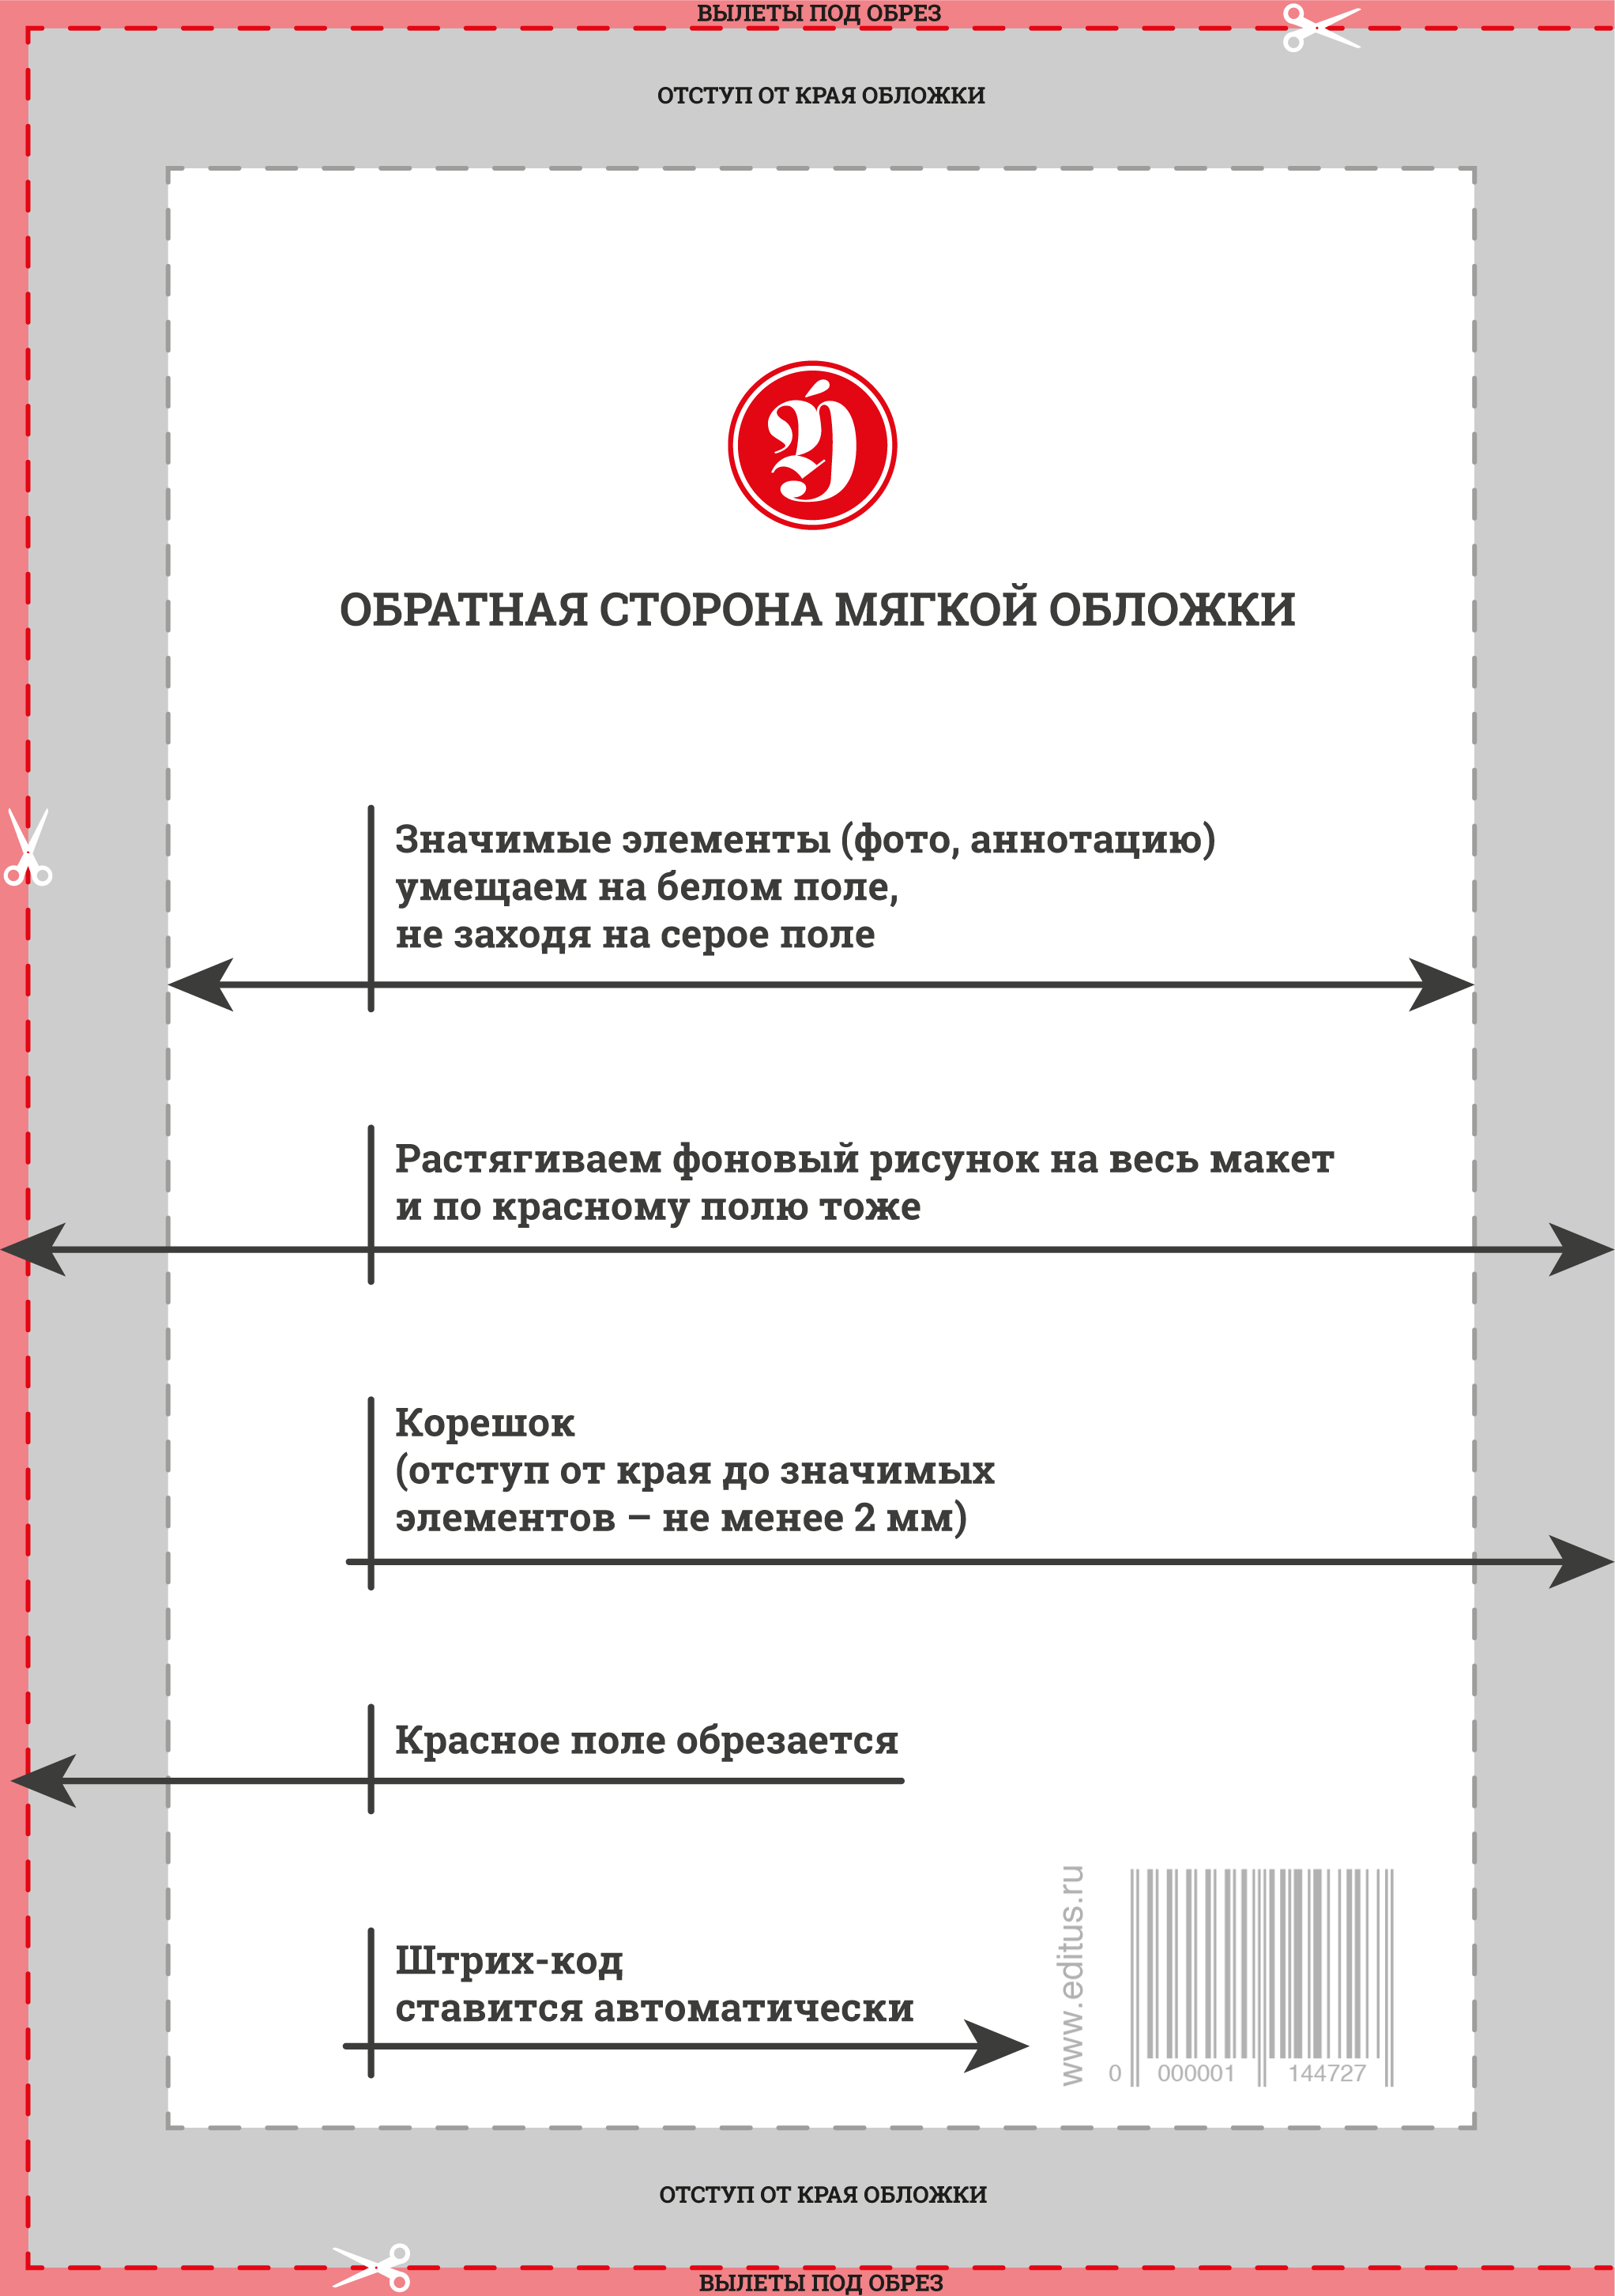 ВЫЛЕТЫ ПОД ОБРЕЗ
ОТСТУП ОТ КРАЯ ОБЛОЖКИ
ОБРАТНАЯ СТОРОНА МЯГКОЙ ОБЛОЖКИ
Значимые элементы (фото, аннотацию)
умещаем на белом поле,
не заходя на серое поле
Растягиваем фоновый рисунок на весь макет
и по красному полю тоже
Корешок
(отступ от края до значимых
элементов – не менее 2 мм)
Красное поле обрезается
Штрих-код
ставится автоматически
www.editus.ru
0 000001 144727
ОТСТУП ОТ КРАЯ ОБЛОЖКИ
ВЫЛЕТЫ ПОД ОБРЕЗ